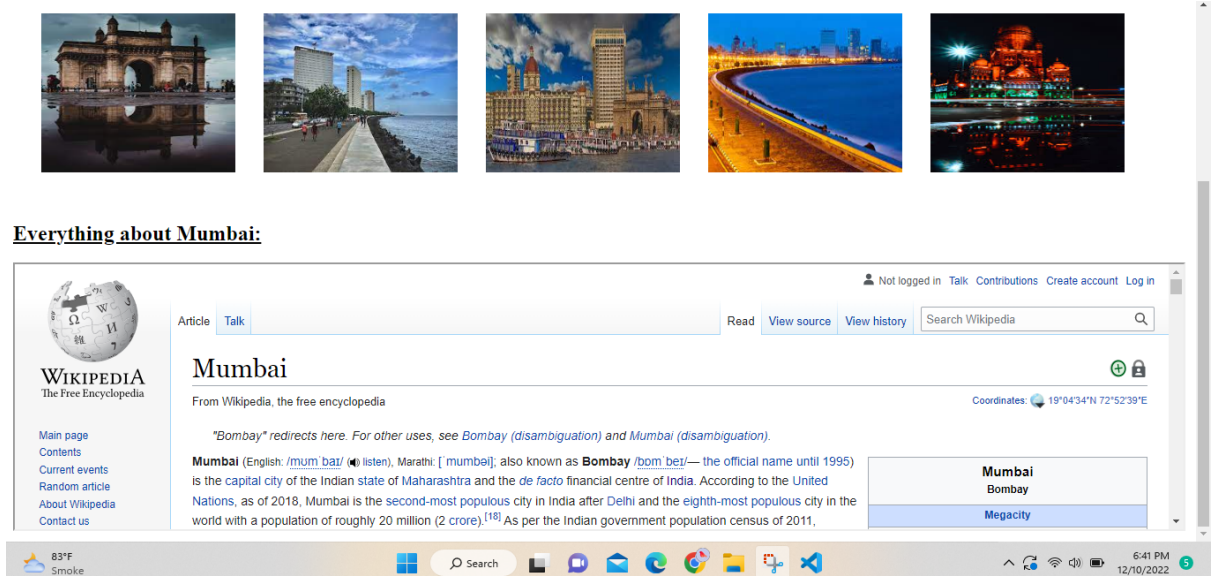 Everything about Mumbai:
Not logged in Talk Contributions Create account Log in
Article Talk Read View source View history Search Wikipedia
WIKIPEDIA
The Free Encyclopedia
Mumbai
From Wikipedia, the free encyclopedia
Coordinates: 19°04'34"N 72°52'39"E
Main page
Contents
Current events
Random article
About Wikipedia
Contact us
"Bombay" redirects here. For other uses, see Bombay (disambiguation) and Mumbai (disambiguation).
Mumbai (English: /mʊmˈbaɪ/ (listen), Marathi: [ˈmumbəi]; also known as Bombay /bɒmˈbeɪ/— the official name until 1995)
is the capital city of the Indian state of Maharashtra and the de facto financial centre of India. According to the United
Nations, as of 2018, Mumbai is the second-most populous city in India after Delhi and the eighth-most populous city in the
world with a population of roughly 20 million (2 crore).[18] As per the Indian government population census of 2011,
Mumbai
Bombay
Megacity
83°F
Smoke
Search
6:41 PM
12/10/2022
5